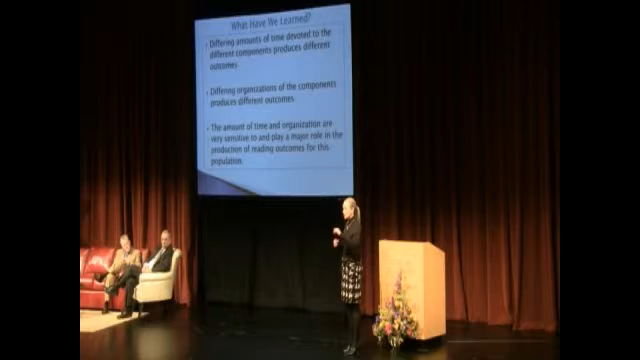 What Have We Learned?
Differing amounts of time devoted to the
different components produces different
outcomes
Differing organizations of the components
produces different outcomes.
The amount of time and organization are
very sensitive to and play a major role in the
production of reading outcomes for this
population.